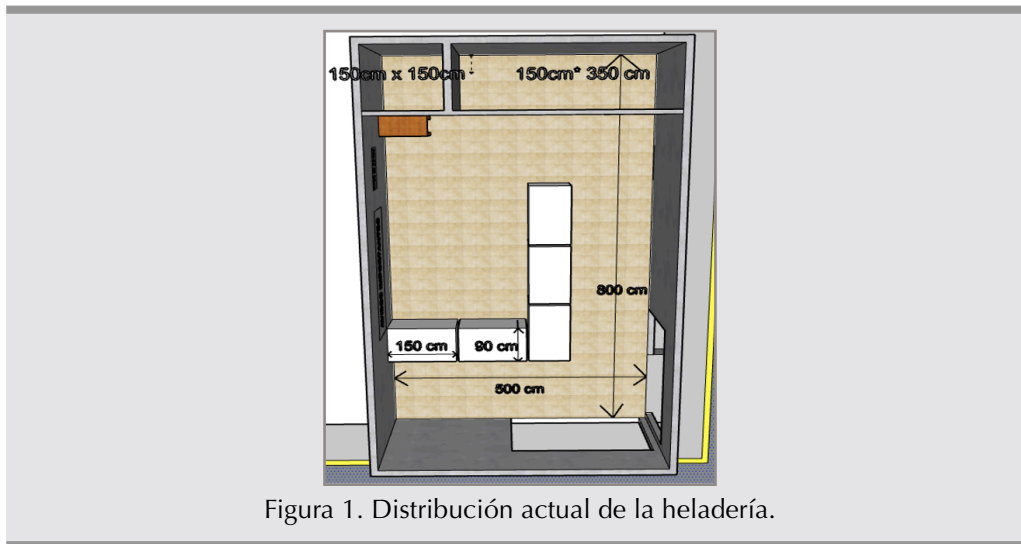 150cm x 150cm
150cm* 350 cm
800 cm
150 cm
90 cm
500 cm
Figura 1. Distribución actual de la heladería.